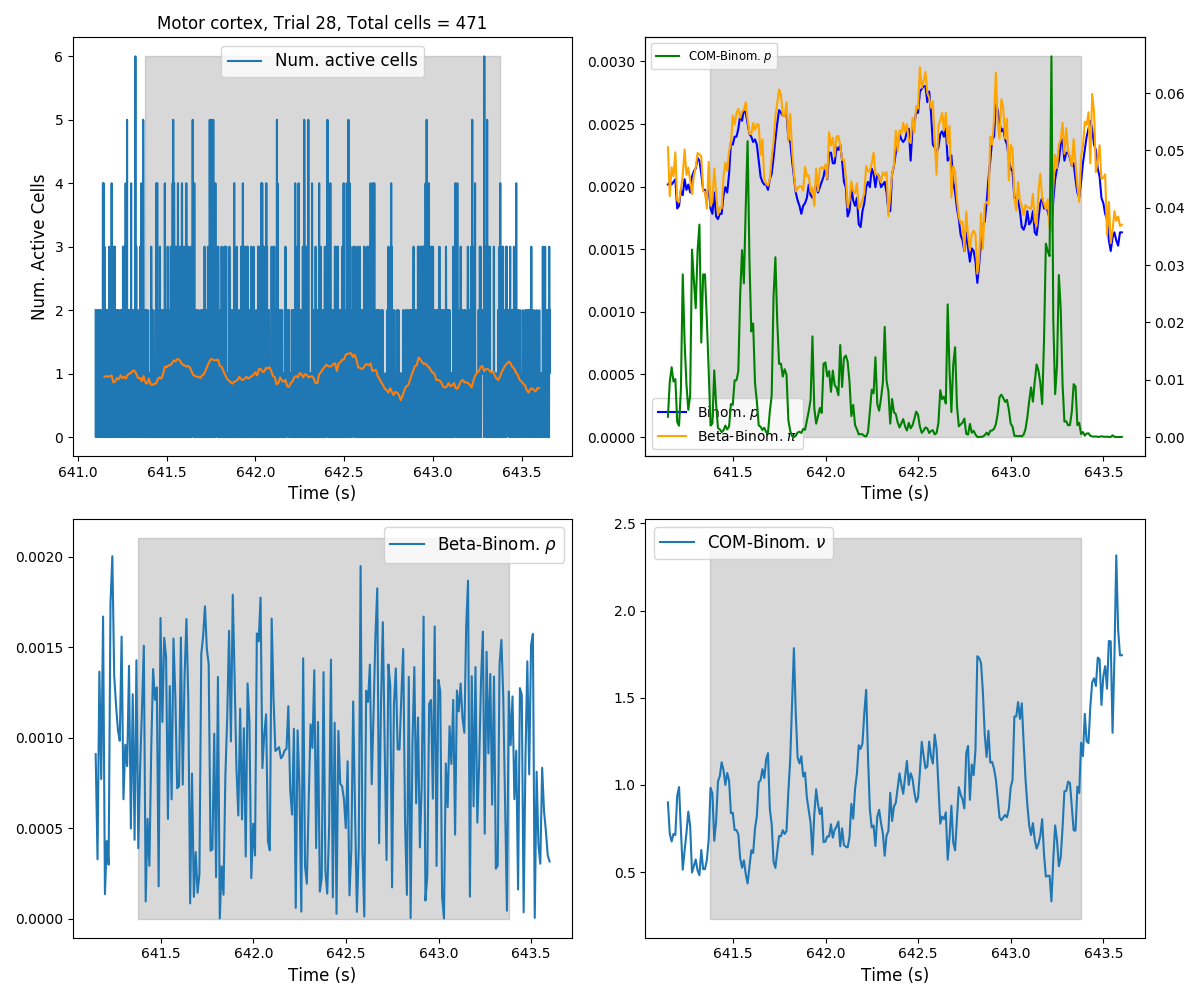 Motor cortex, Trial 28, Total cells = 471
Num. active cells
Num. Active Cells
6
5
4
3
2
1
0
641.0 641.5 642.0 642.5 643.0 643.5
Time (s)
COM-Binom. p
0.0030
0.0025
0.0020
0.0015
0.0010
0.0005
0.0000
0.06
0.05
0.04
0.03
0.02
0.01
0.00
Binom. p
Beta-Binom. π
641.5 642.0 642.5 643.0 643.5
Time (s)
Beta-Binom. ρ
0.0020
0.0015
0.0010
0.0005
0.0000
641.5 642.0 642.5 643.0 643.5
Time (s)
COM-Binom. ν
2.5
2.0
1.5
1.0
0.5
641.5 642.0 642.5 643.0 643.5
Time (s)